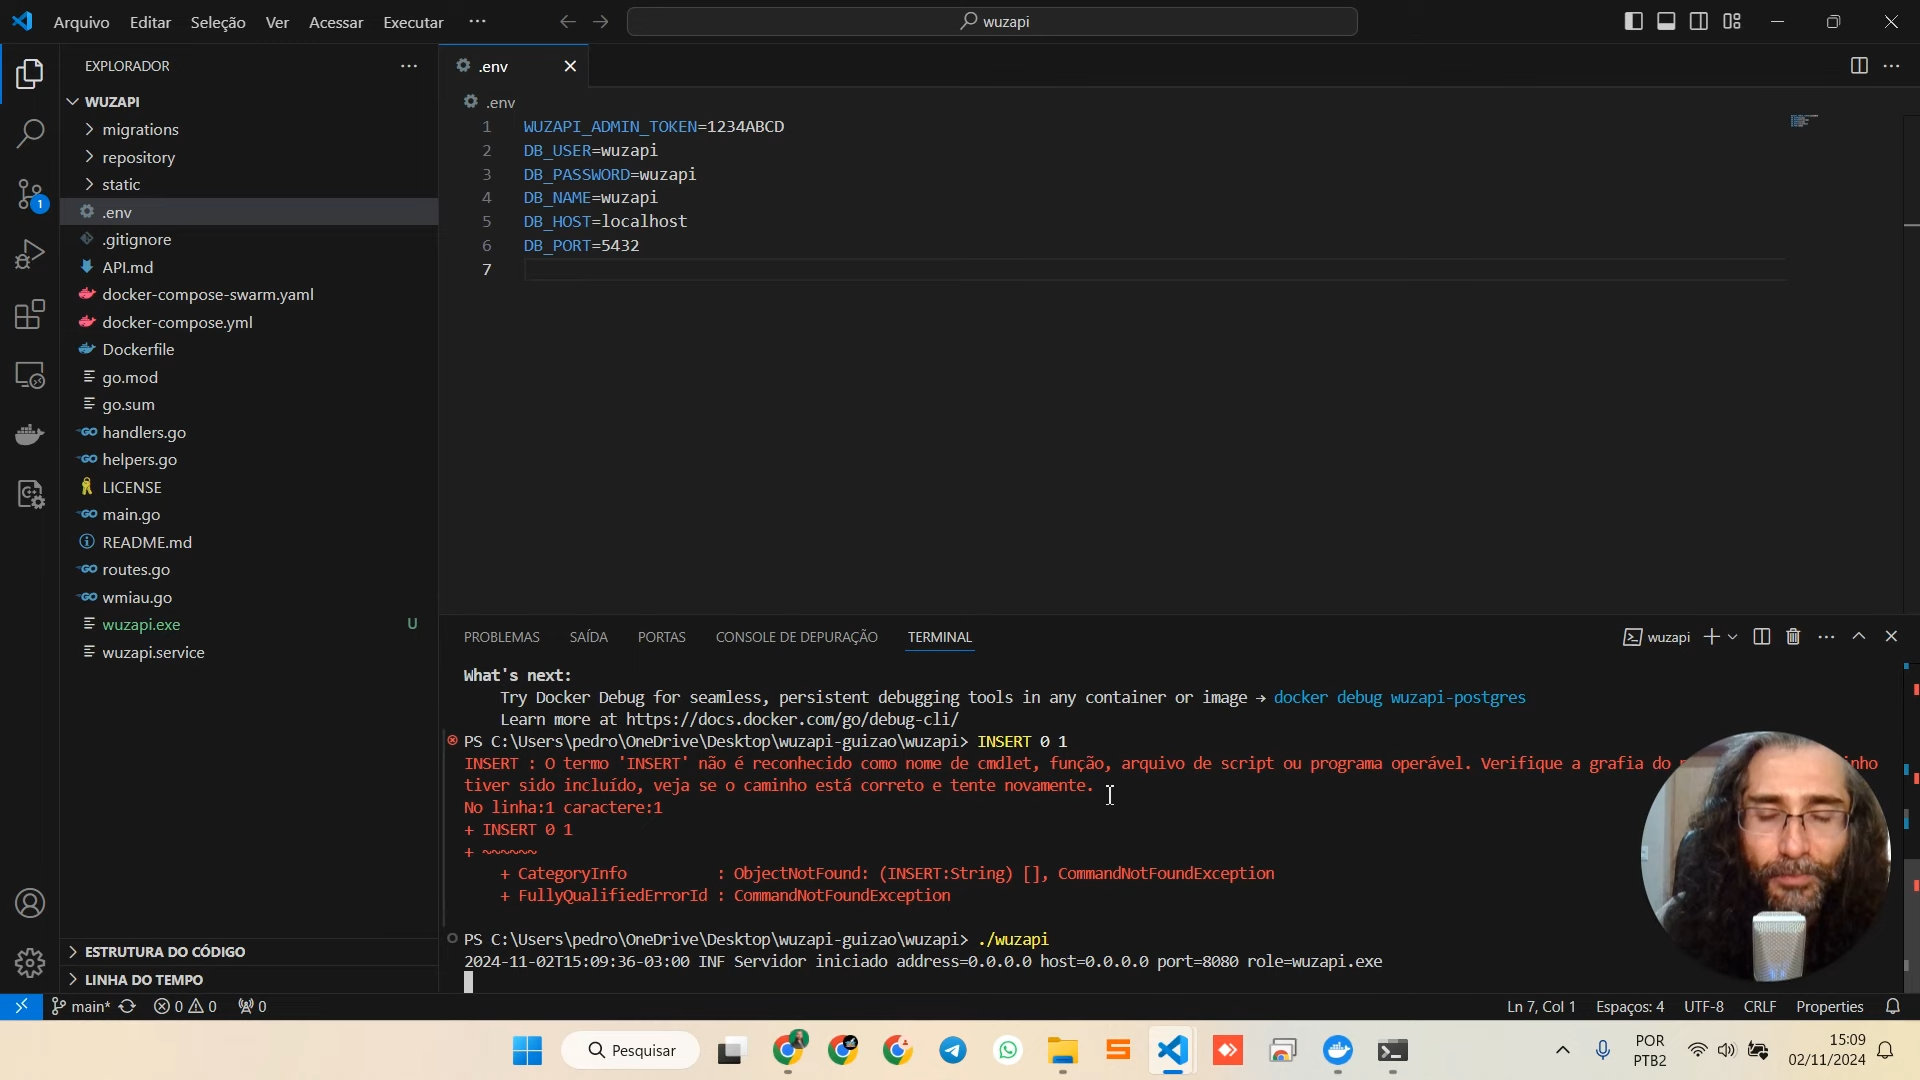 Arquivo Editar Seleção Ver Acessar Executar ···
wuzapi
EXPLORADOR
WUZAPI
migrations
repository
static
.env
.gitignore
API.md
docker-compose-swarm.yaml
docker-compose.yml
Dockerfile
go.mod
go.sum
GO handlers.go
GO helpers.go
LICENSE
GO main.go
README.md
GO routes.go
GO wmiau.go
wuzapi.exe U
wuzapi.service
ESTRUTURA DO CÓDIGO
LINHA DO TEMPO
1
.env
.env
1 WUZAPI_ADMIN_TOKEN=1234ABCD
2 DB_USER=wuzapi
3 DB_PASSWORD=wuzapi
4 DB_NAME=wuzapi
5 DB_HOST=localhost
6 DB_PORT=5432
7
PROBLEMAS SAÍDA PORTAS CONSOLE DE DEPURAÇÃO TERMINAL
wuzapi
What's next:
Try Docker Debug for seamless, persistent debugging tools in any container or image → docker debug wuzapi-postgres
Learn more at https://docs.docker.com/go/debug-cli/
PS C:\Users\pedro\OneDrive\Desktop\wuzapi-guizao\wuzapi> INSERT 0 1
INSERT : O termo 'INSERT' não é reconhecido como nome de cmdlet, função, arquivo de script ou programa operável. Verifique a grafia do
tiver sido incluído, veja se o caminho está correto e tente novamente.
No linha:1 caractere:1
+ INSERT 0 1
+ ~~~~~~
+ CategoryInfo : ObjectNotFound: (INSERT:String) [], CommandNotFoundException
+ FullyQualifiedErrorId : CommandNotFoundException
PS C:\Users\pedro\OneDrive\Desktop\wuzapi-guizao\wuzapi> ./wuzapi
2024-11-02T15:09:36-03:00 INF Servidor iniciado address=0.0.0.0 host=0.0.0.0 port=8080 role=wuzapi.exe
main* 0 0 0
Ln 7, Col 1 Espaços: 4 UTF-8 CRLF Properties
Pesquisar
POR
PTB2
15:09
02/11/2024